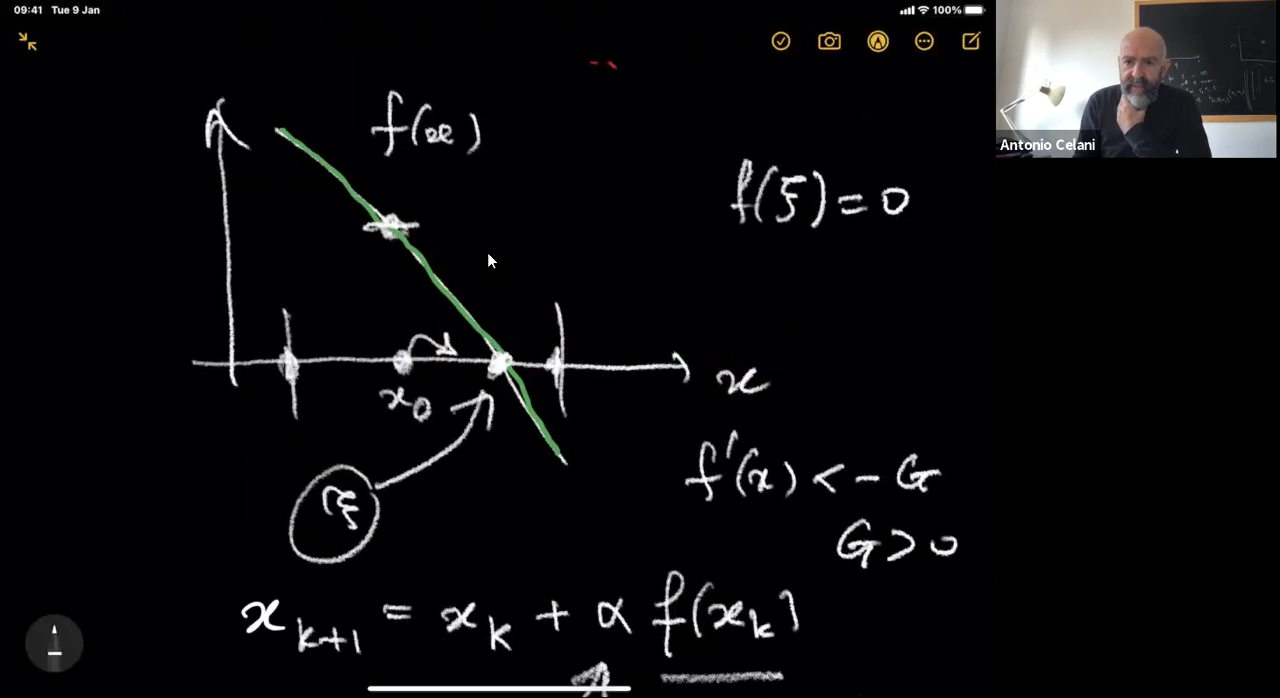 09:41 Tue 9 Jan
100%
f(x)
f(ξ)=0
Antonio Celani
x₀
x
ξ
f'(x) < - G
G > 0
x_{k+1} = x_k + α f(x_k)